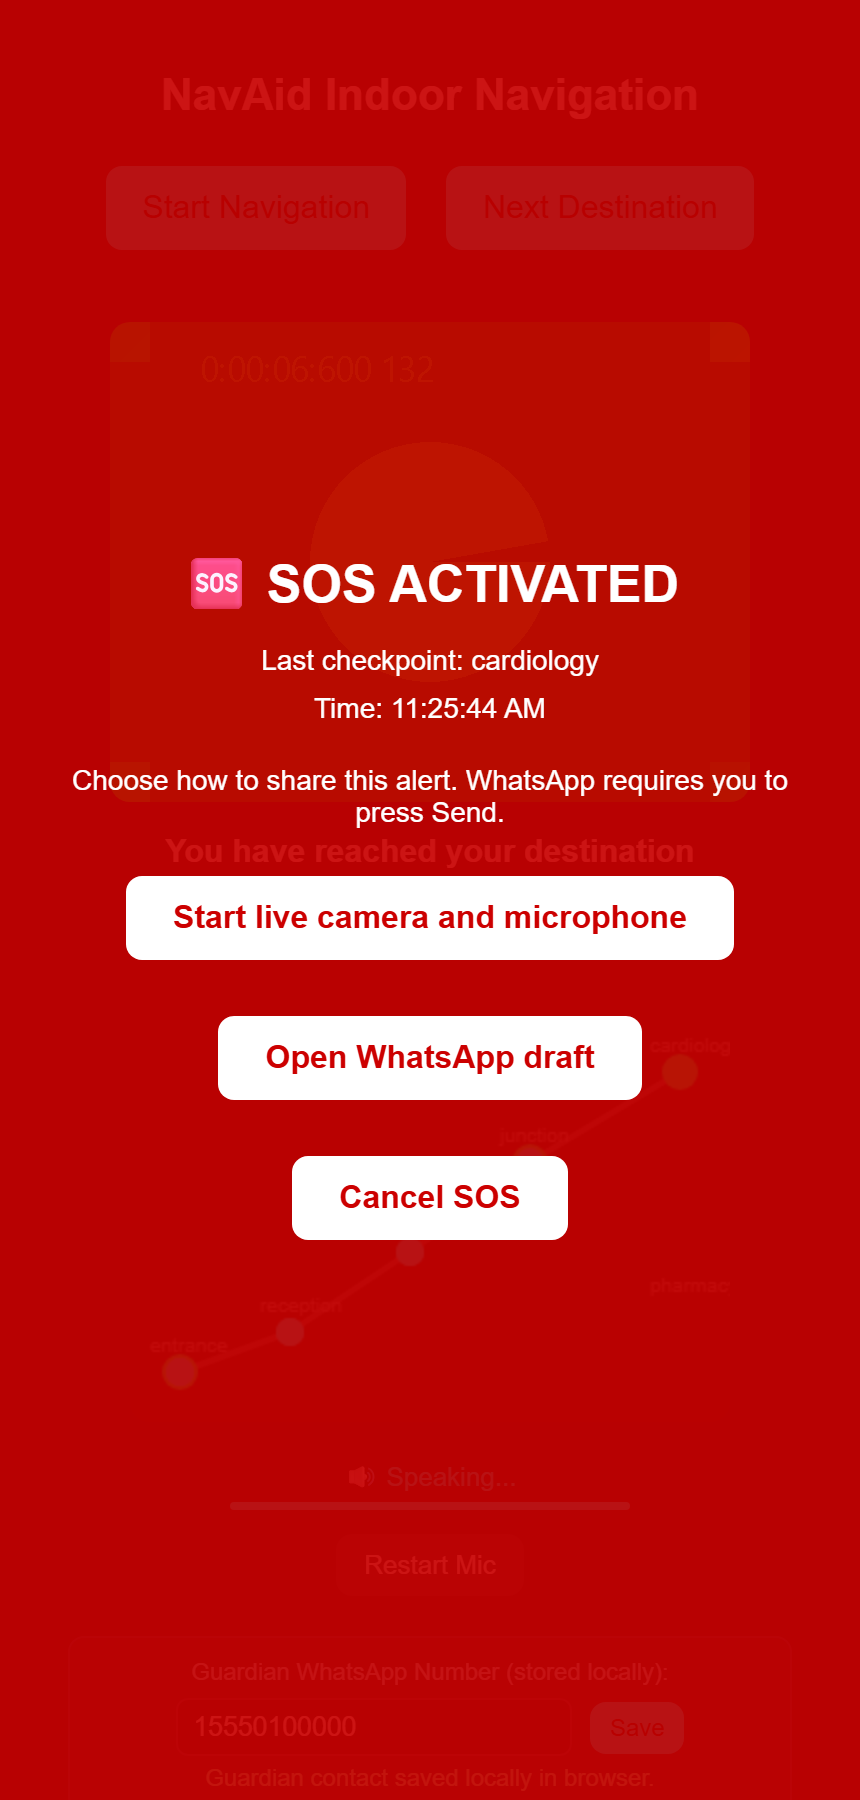 NavAid Indoor Navigation
Start Navigation
Next Destination
0:00:06:600 132
🆘 SOS ACTIVATED
Last checkpoint: cardiology
Time: 11:25:44 AM
Choose how to share this alert. WhatsApp requires you to
press Send.
You have reached your destination
Start live camera and microphone
cardiolog
Open WhatsApp draft
junction
Cancel SOS
pharmac
reception
entrance
🔊 Speaking...
Restart Mic
Guardian WhatsApp Number (stored locally):
15550100000
Save
Guardian contact saved locally in browser.